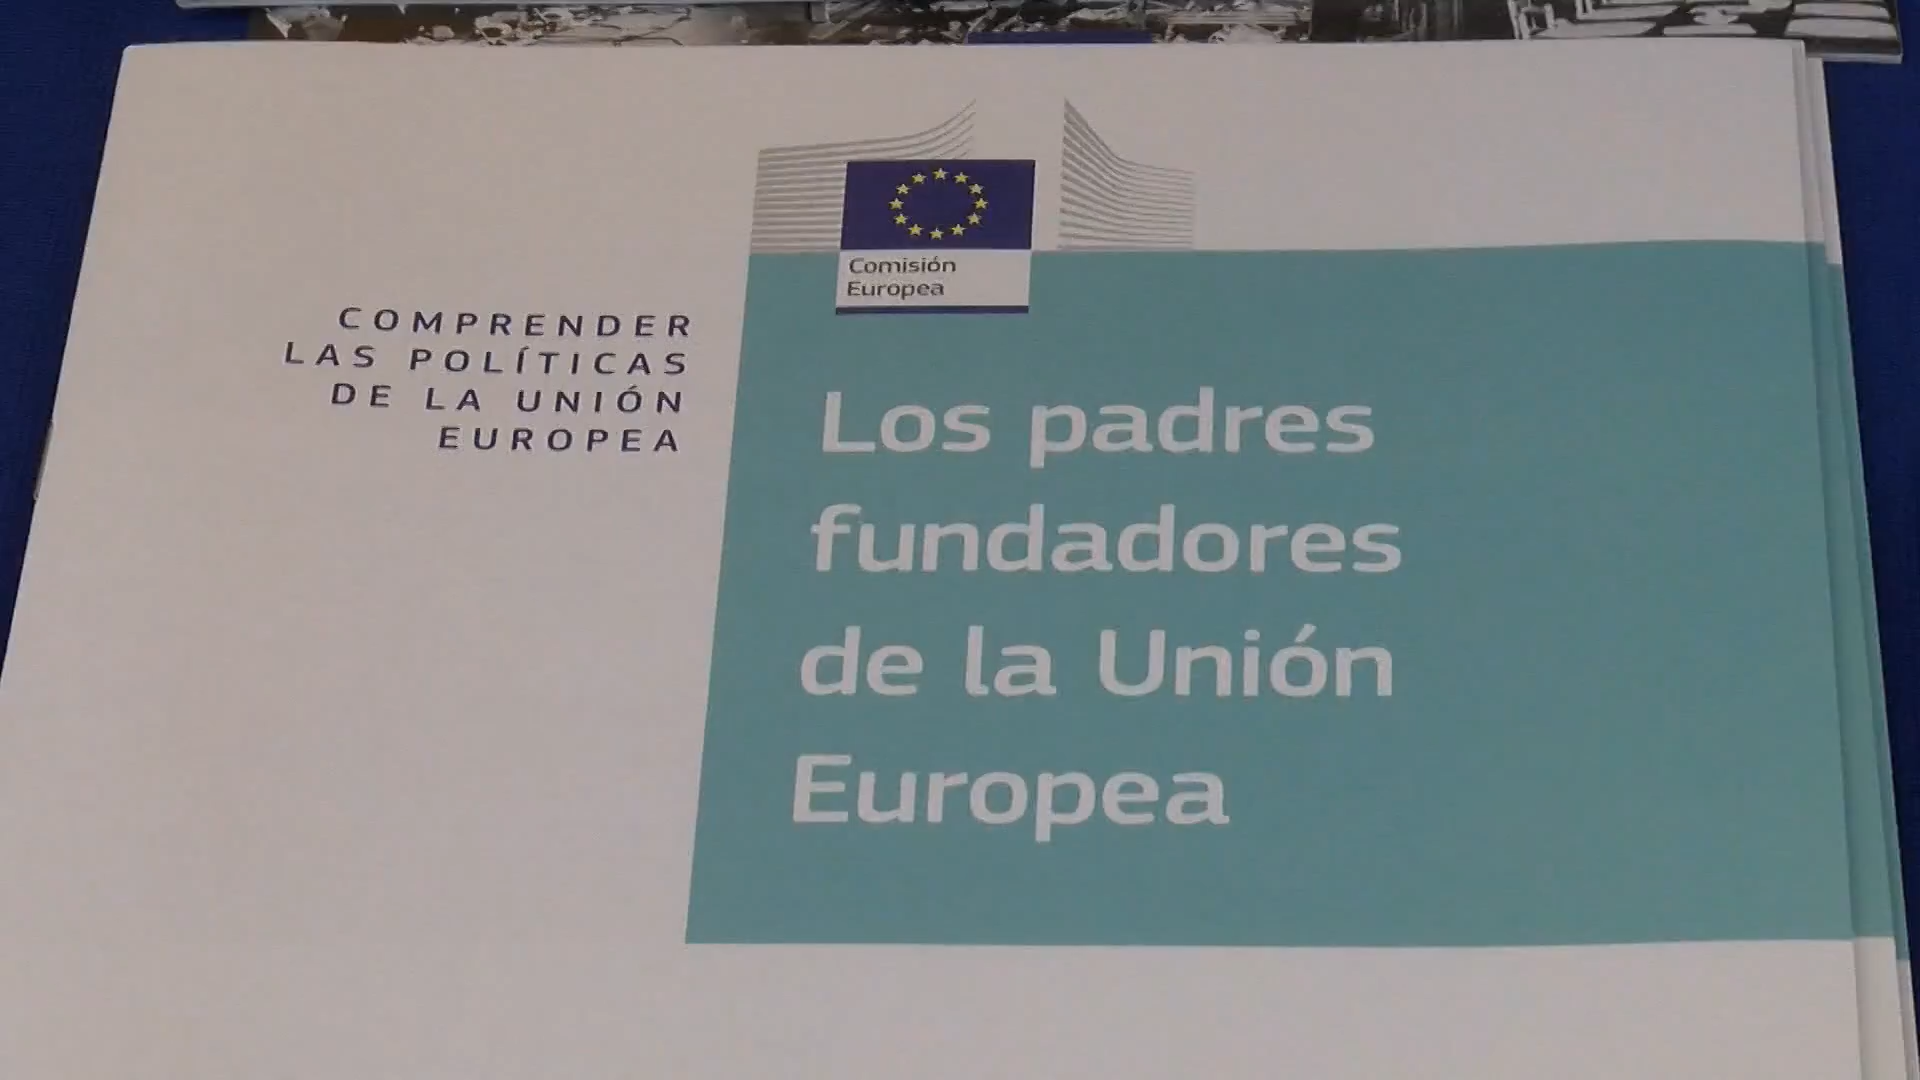 Comisión
Europea
COMPRENDER
LAS POLÍTICAS
DE LA UNIÓN
EUROPEA
Los padres
fundadores
de la Unión
Europea